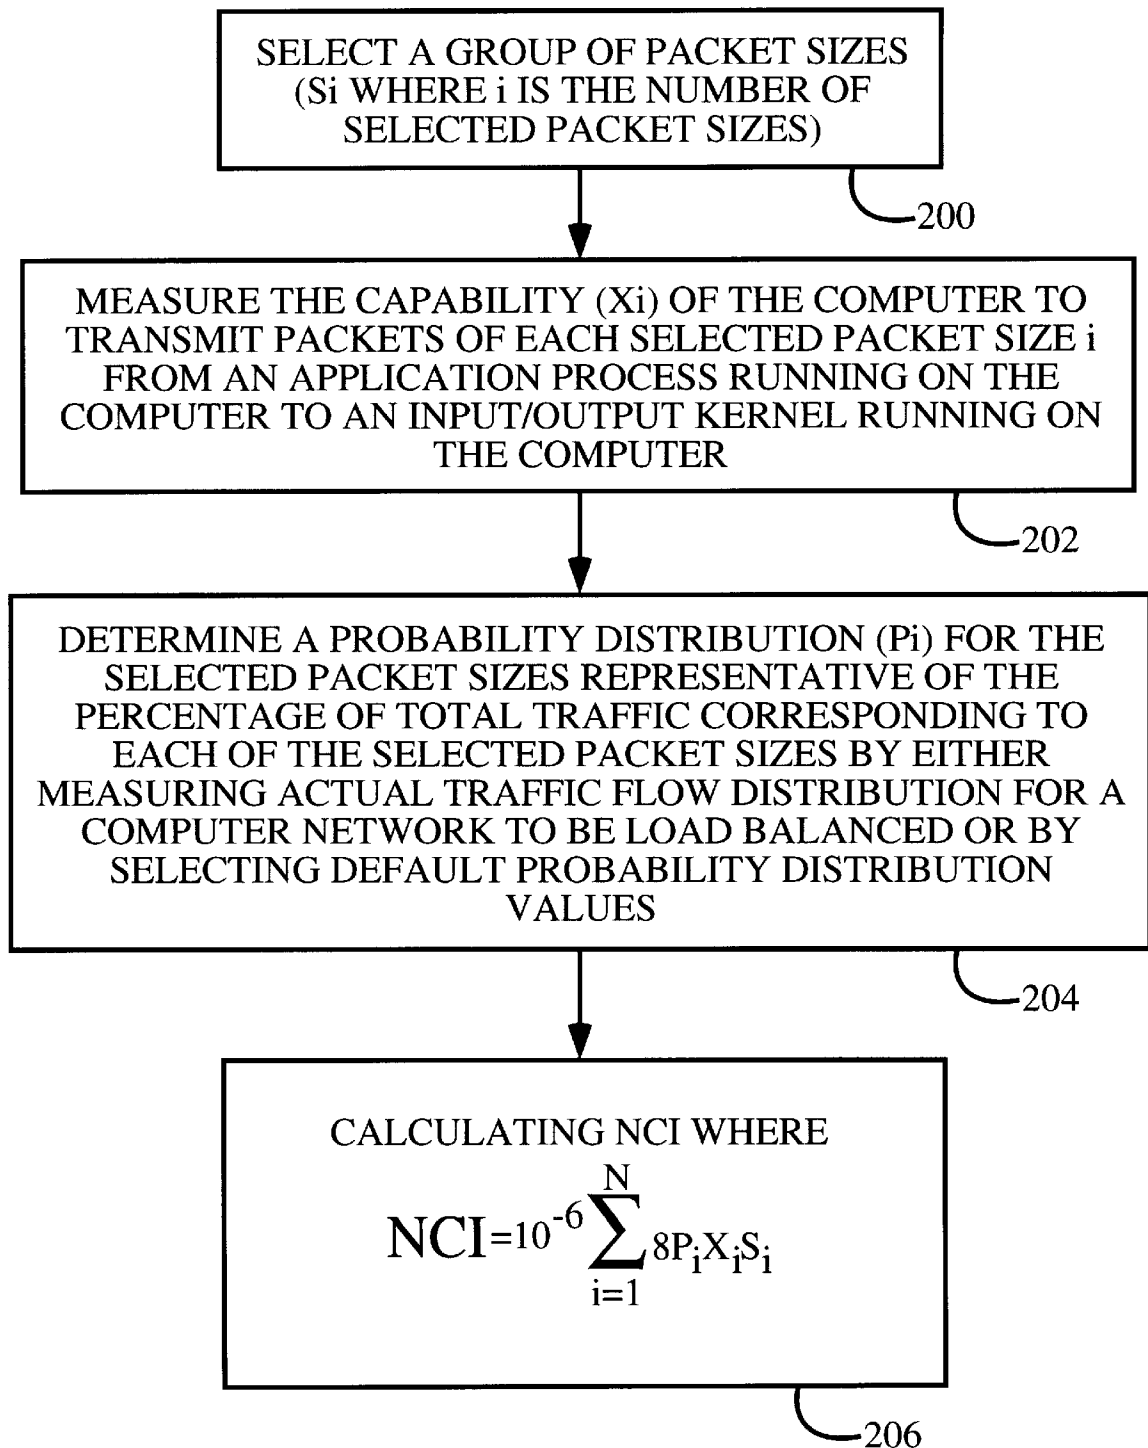 SELECT A GROUP OF PACKET SIZES
(Si WHERE i IS THE NUMBER OF
SELECTED PACKET SIZES)
200
MEASURE THE CAPABILITY (Xi) OF THE COMPUTER TO
TRANSMIT PACKETS OF EACH SELECTED PACKET SIZE i
FROM AN APPLICATION PROCESS RUNNING ON THE
COMPUTER TO AN INPUT/OUTPUT KERNEL RUNNING ON
THE COMPUTER
202
DETERMINE A PROBABILITY DISTRIBUTION (Pi) FOR THE
SELECTED PACKET SIZES REPRESENTATIVE OF THE
PERCENTAGE OF TOTAL TRAFFIC CORRESPONDING TO
EACH OF THE SELECTED PACKET SIZES BY EITHER
MEASURING ACTUAL TRAFFIC FLOW DISTRIBUTION FOR A
COMPUTER NETWORK TO BE LOAD BALANCED OR BY
SELECTING DEFAULT PROBABILITY DISTRIBUTION
VALUES
204
CALCULATING NCI WHERE
N
NCI=10-6 ∑ 8PiXiSi
i=1
206